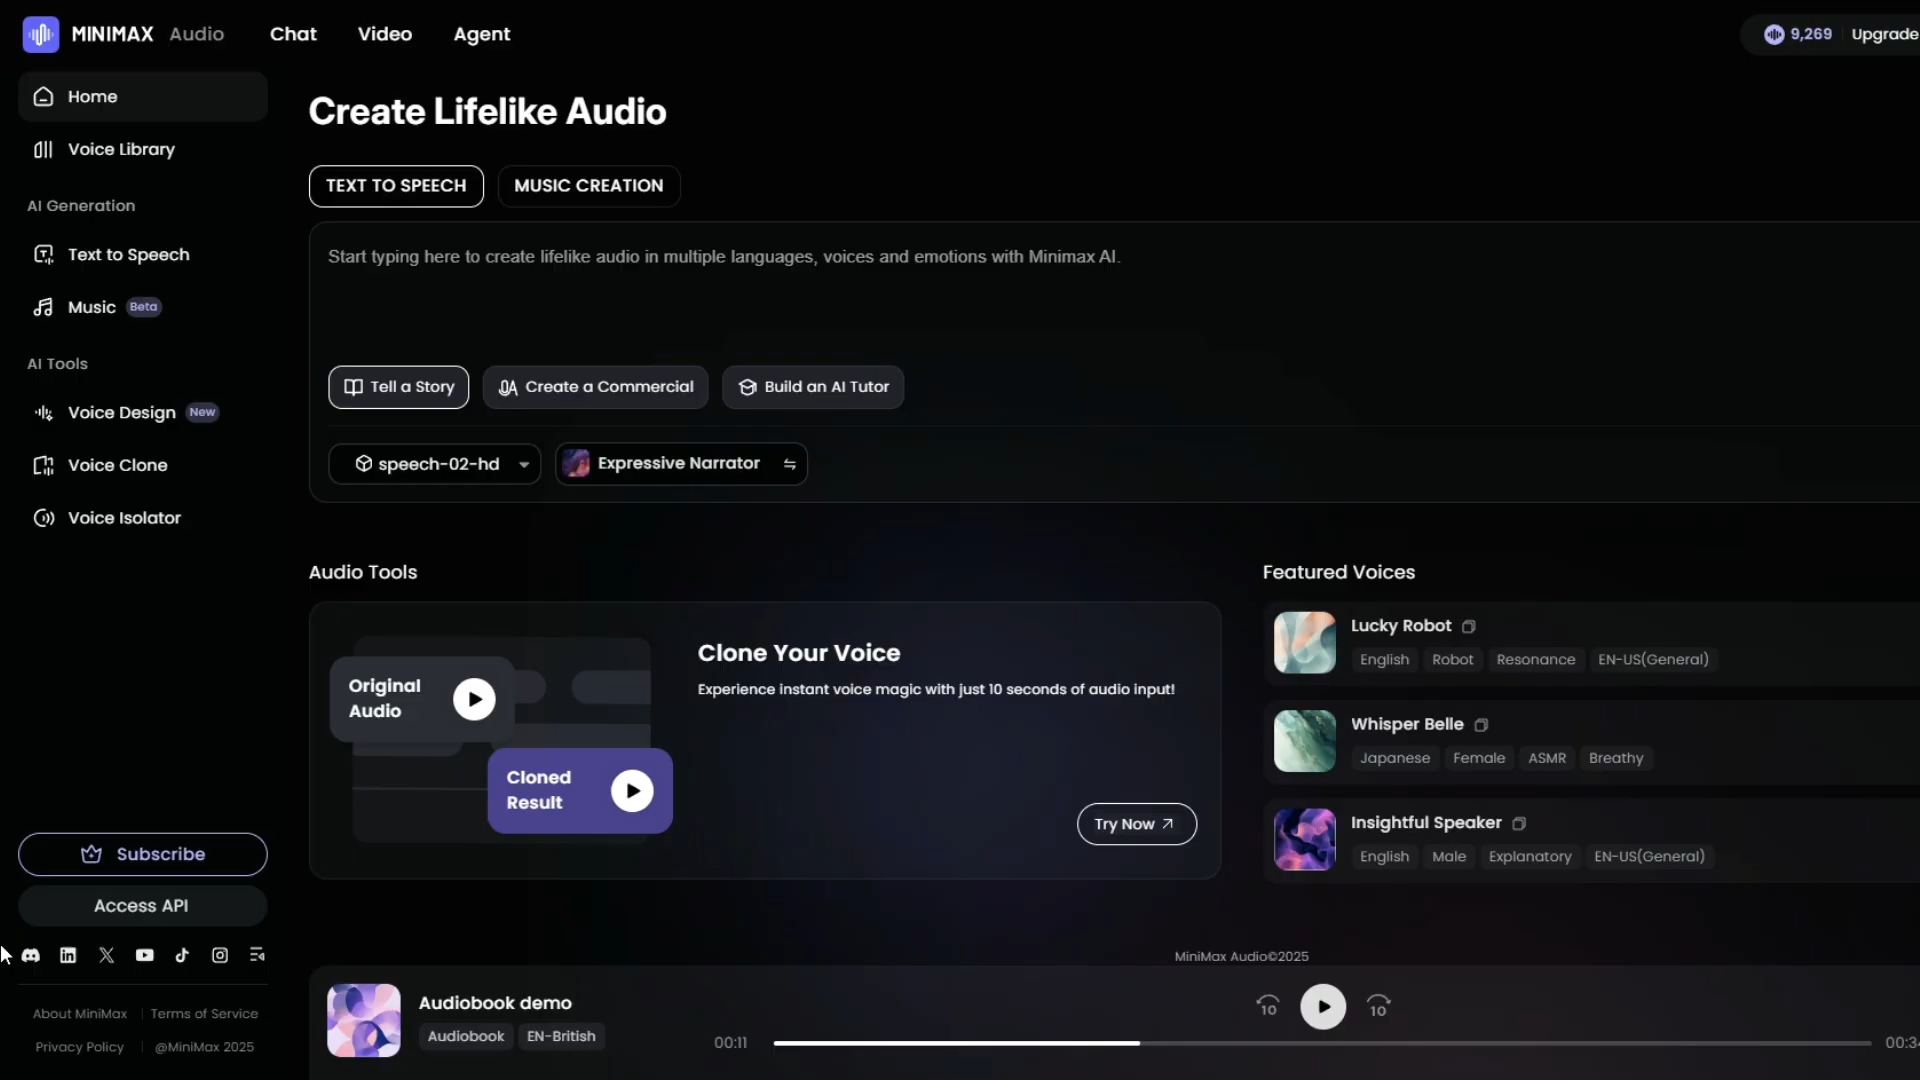 MINIMAX Audio Chat Video Agent 9,269 Upgrade
Home
Voice Library
AI Generation
Text to Speech
Music Beta
AI Tools
Voice Design New
Voice Clone
Voice Isolator
Subscribe
Access API
About MiniMax Terms of Service
Privacy Policy @MiniMax 2025
Create Lifelike Audio
TEXT TO SPEECH MUSIC CREATION
Start typing here to create lifelike audio in multiple languages, voices and emotions with Minimax AI.
Tell a Story Create a Commercial Build an AI Tutor
speech-02-hd Expressive Narrator
Audio Tools
Original
Audio
Cloned
Result
Clone Your Voice
Experience instant voice magic with just 10 seconds of audio input!
Try Now
Featured Voices
Lucky Robot
English Robot Resonance EN-US(General)
Whisper Belle
Japanese Female ASMR Breathy
Insightful Speaker
English Male Explanatory EN-US(General)
MiniMax Audio©2025
Audiobook demo
Audiobook EN-British
10 10
00:11